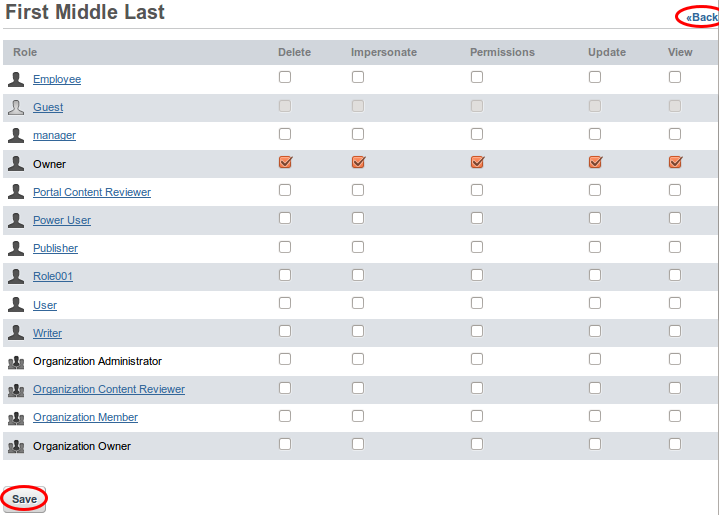 First Middle Last
«Back
Role Delete Impersonate Permissions Update View
Employee
Guest
manager
Owner
Portal Content Reviewer
Power User
Publisher
Role001
User
Writer
Organization Administrator
Organization Content Reviewer
Organization Member
Organization Owner
Save